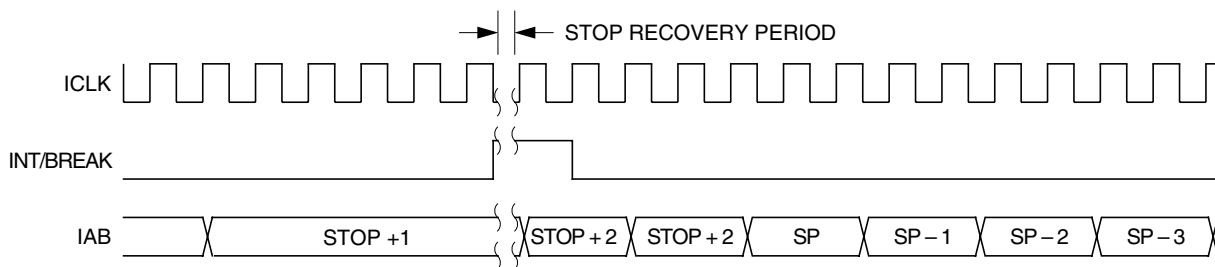 STOP RECOVERY PERIOD
ICLK
INT/BREAK
IAB STOP +1 STOP + 2 STOP + 2 SP SP – 1 SP – 2 SP – 3